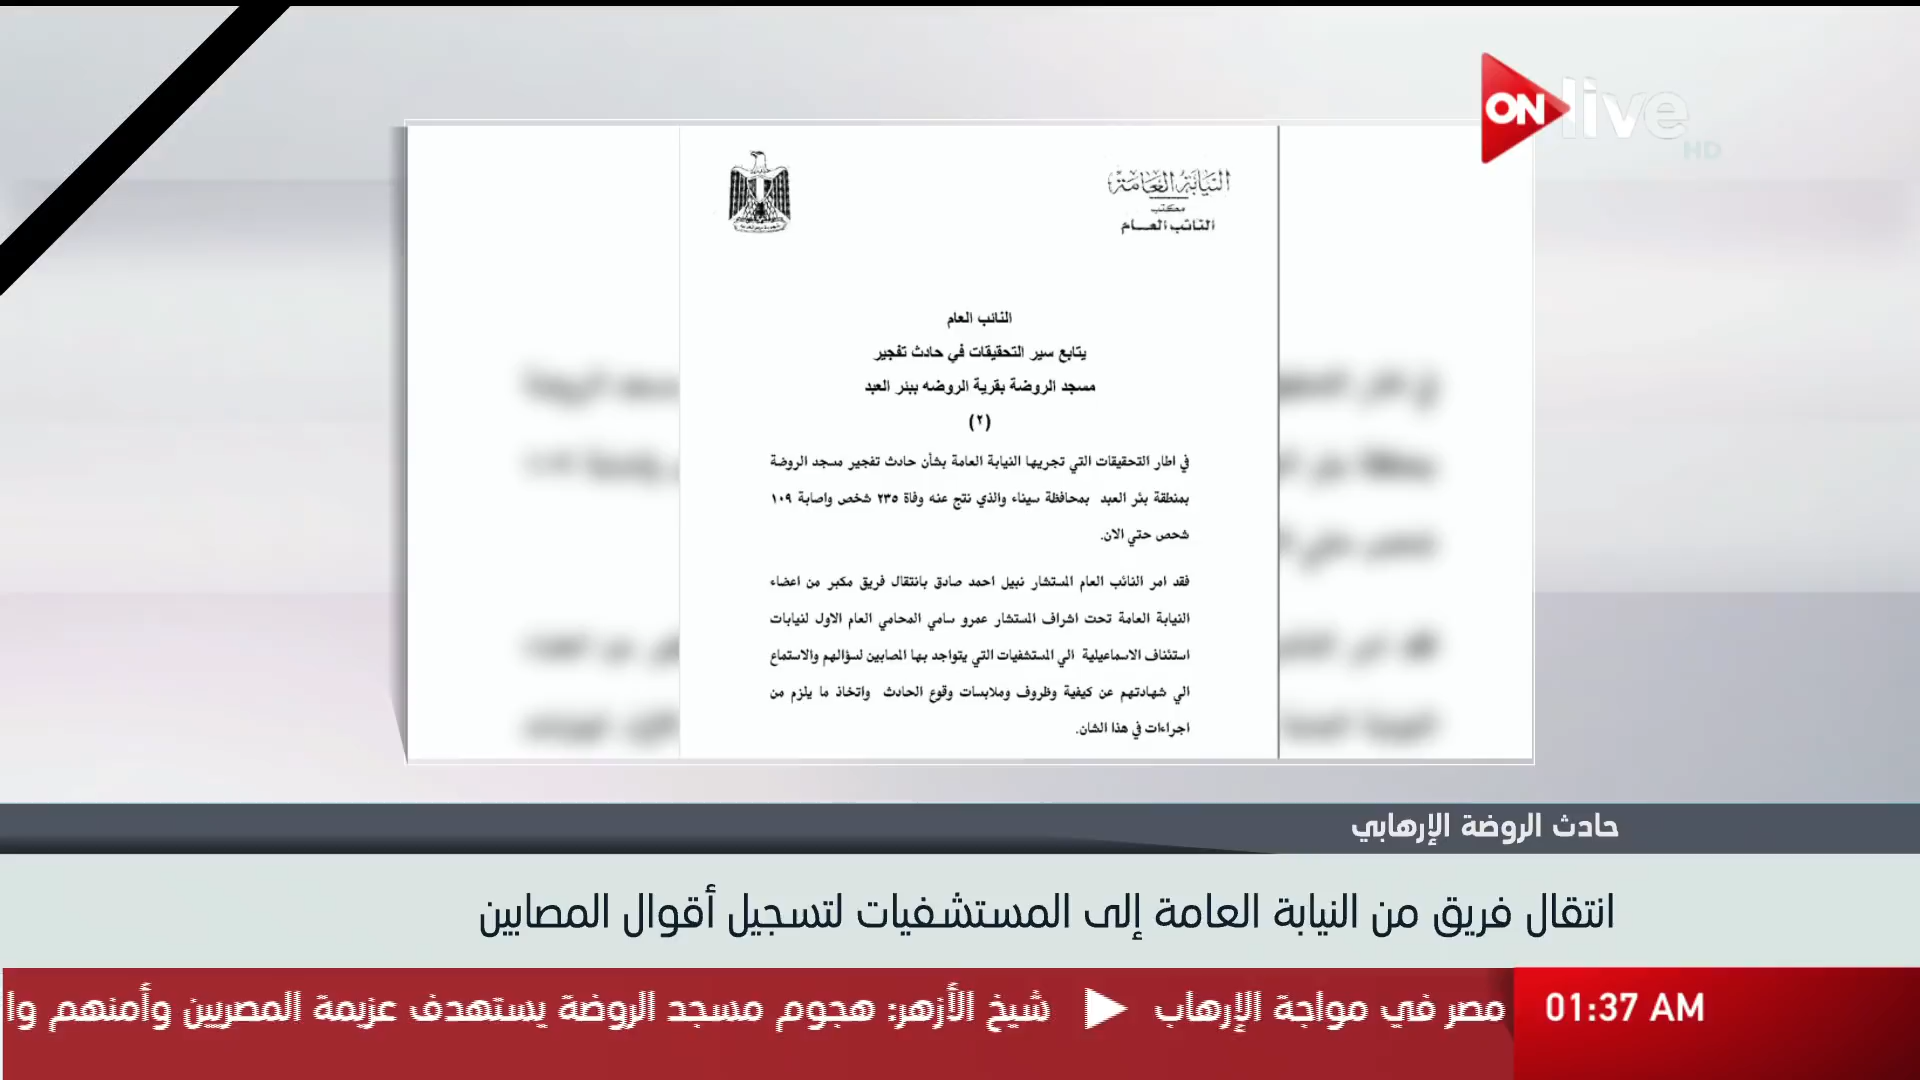 ON live
HD
النيابة العامة
مكتب
النائب العـــام
النائب العام
يتابع سير التحقيقات في حادث تفجير
مسجد الروضة بقرية الروضه ببئر العبد
(٢)
في اطار التحقيقات التي تجريها النيابة العامة بشأن حادث تفجير مسجد الروضة
بمنطقة بئر العبد بمحافظة سيناء والذي نتج عنه وفاة ٢٣٥ شخص واصابة ١٠٩
شحص حتي الان.
فقد امر النائب العام المستشار نبيل احمد صادق بانتقال فريق مكبر من اعضاء
النيابة العامة تحت اشراف المستشار عمرو سامي المحامي العام الاول لنيابات
استئناف الاسماعيلية الي المستشفيات التي يتواجد بها المصابين لسؤالهم والاستماع
الي شهادتهم عن كيفية وظروف وملابسات وقوع الحادث واتخاذ ما يلزم من
اجراءات في هذا الشان.
حادث الروضة الإرهابي
انتقال فريق من النيابة العامة إلى المستشفيات لتسجيل أقوال المصابين
مصر في مواجة الإرهاب ◀ شيخ الأزهر: هجوم مسجد الروضة يستهدف عزيمة المصريين وأمنهم وا
01:37 AM